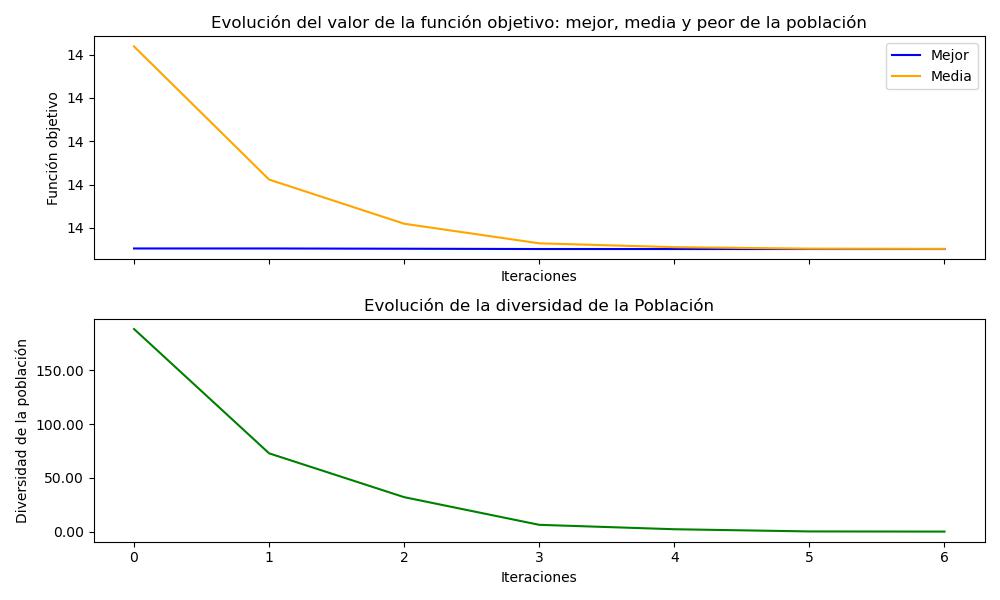 Evolución del valor de la función objetivo: mejor, media y peor de la población
Función objetivo
14
14
14
14
14
Mejor
Media
Iteraciones
Evolución de la diversidad de la Población
Diversidad de la población
150.00
100.00
50.00
0.00
0 1 2 3 4 5 6
Iteraciones